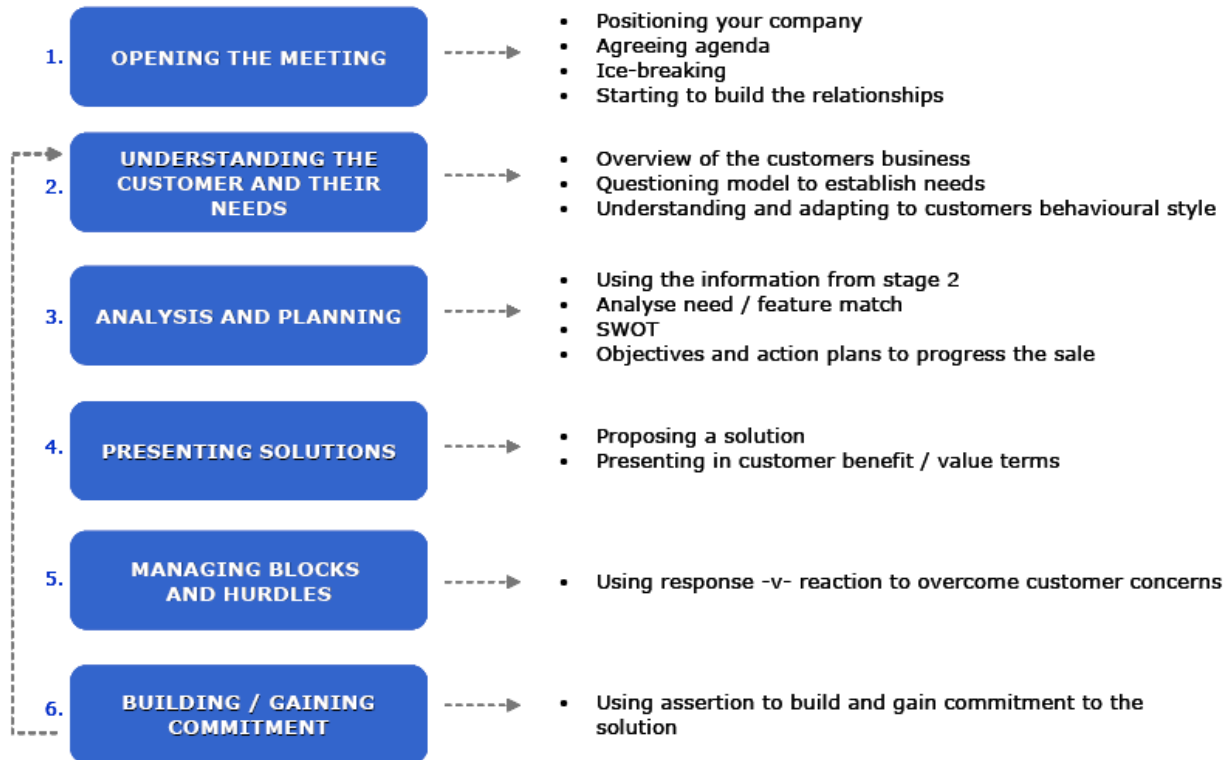 1.
OPENING THE MEETING
• Positioning your company
• Agreeing agenda
• Ice-breaking
• Starting to build the relationships
2.
UNDERSTANDING THE
CUSTOMER AND THEIR
NEEDS
• Overview of the customers business
• Questioning model to establish needs
• Understanding and adapting to customers behavioural style
3.
ANALYSIS AND PLANNING
• Using the information from stage 2
• Analyse need / feature match
• SWOT
• Objectives and action plans to progress the sale
4.
PRESENTING SOLUTIONS
• Proposing a solution
• Presenting in customer benefit / value terms
5.
MANAGING BLOCKS
AND HURDLES
• Using response -v- reaction to overcome customer concerns
6.
BUILDING / GAINING
COMMITMENT
• Using assertion to build and gain commitment to the
solution